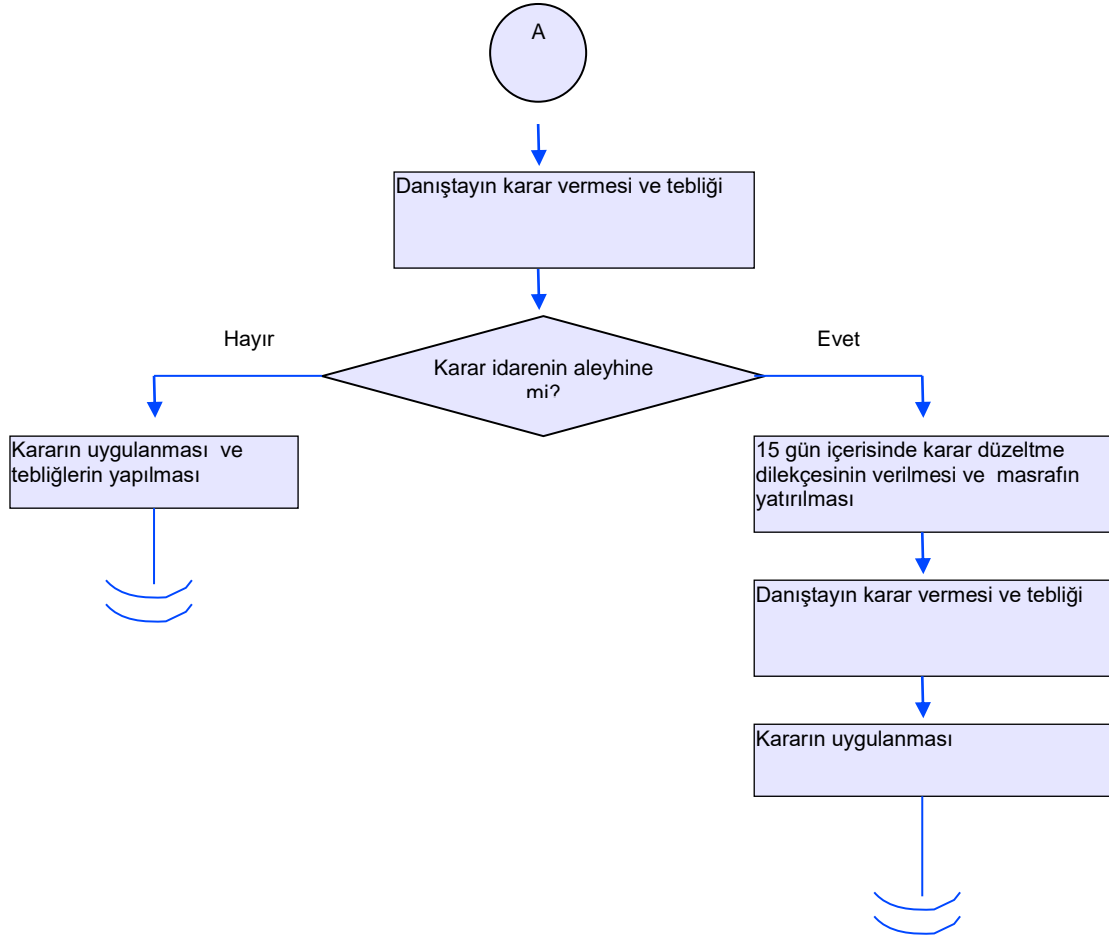 A
Danıştayın karar vermesi ve tebliği
Hayır
Evet
Karar idarenin aleyhine
mi?
Kararın uygulanması  ve
tebliğlerin yapılması
15 gün içerisinde karar düzeltme
dilekçesinin verilmesi ve  masrafın
yatırılması
Danıştayın karar vermesi ve tebliği
Kararın uygulanması